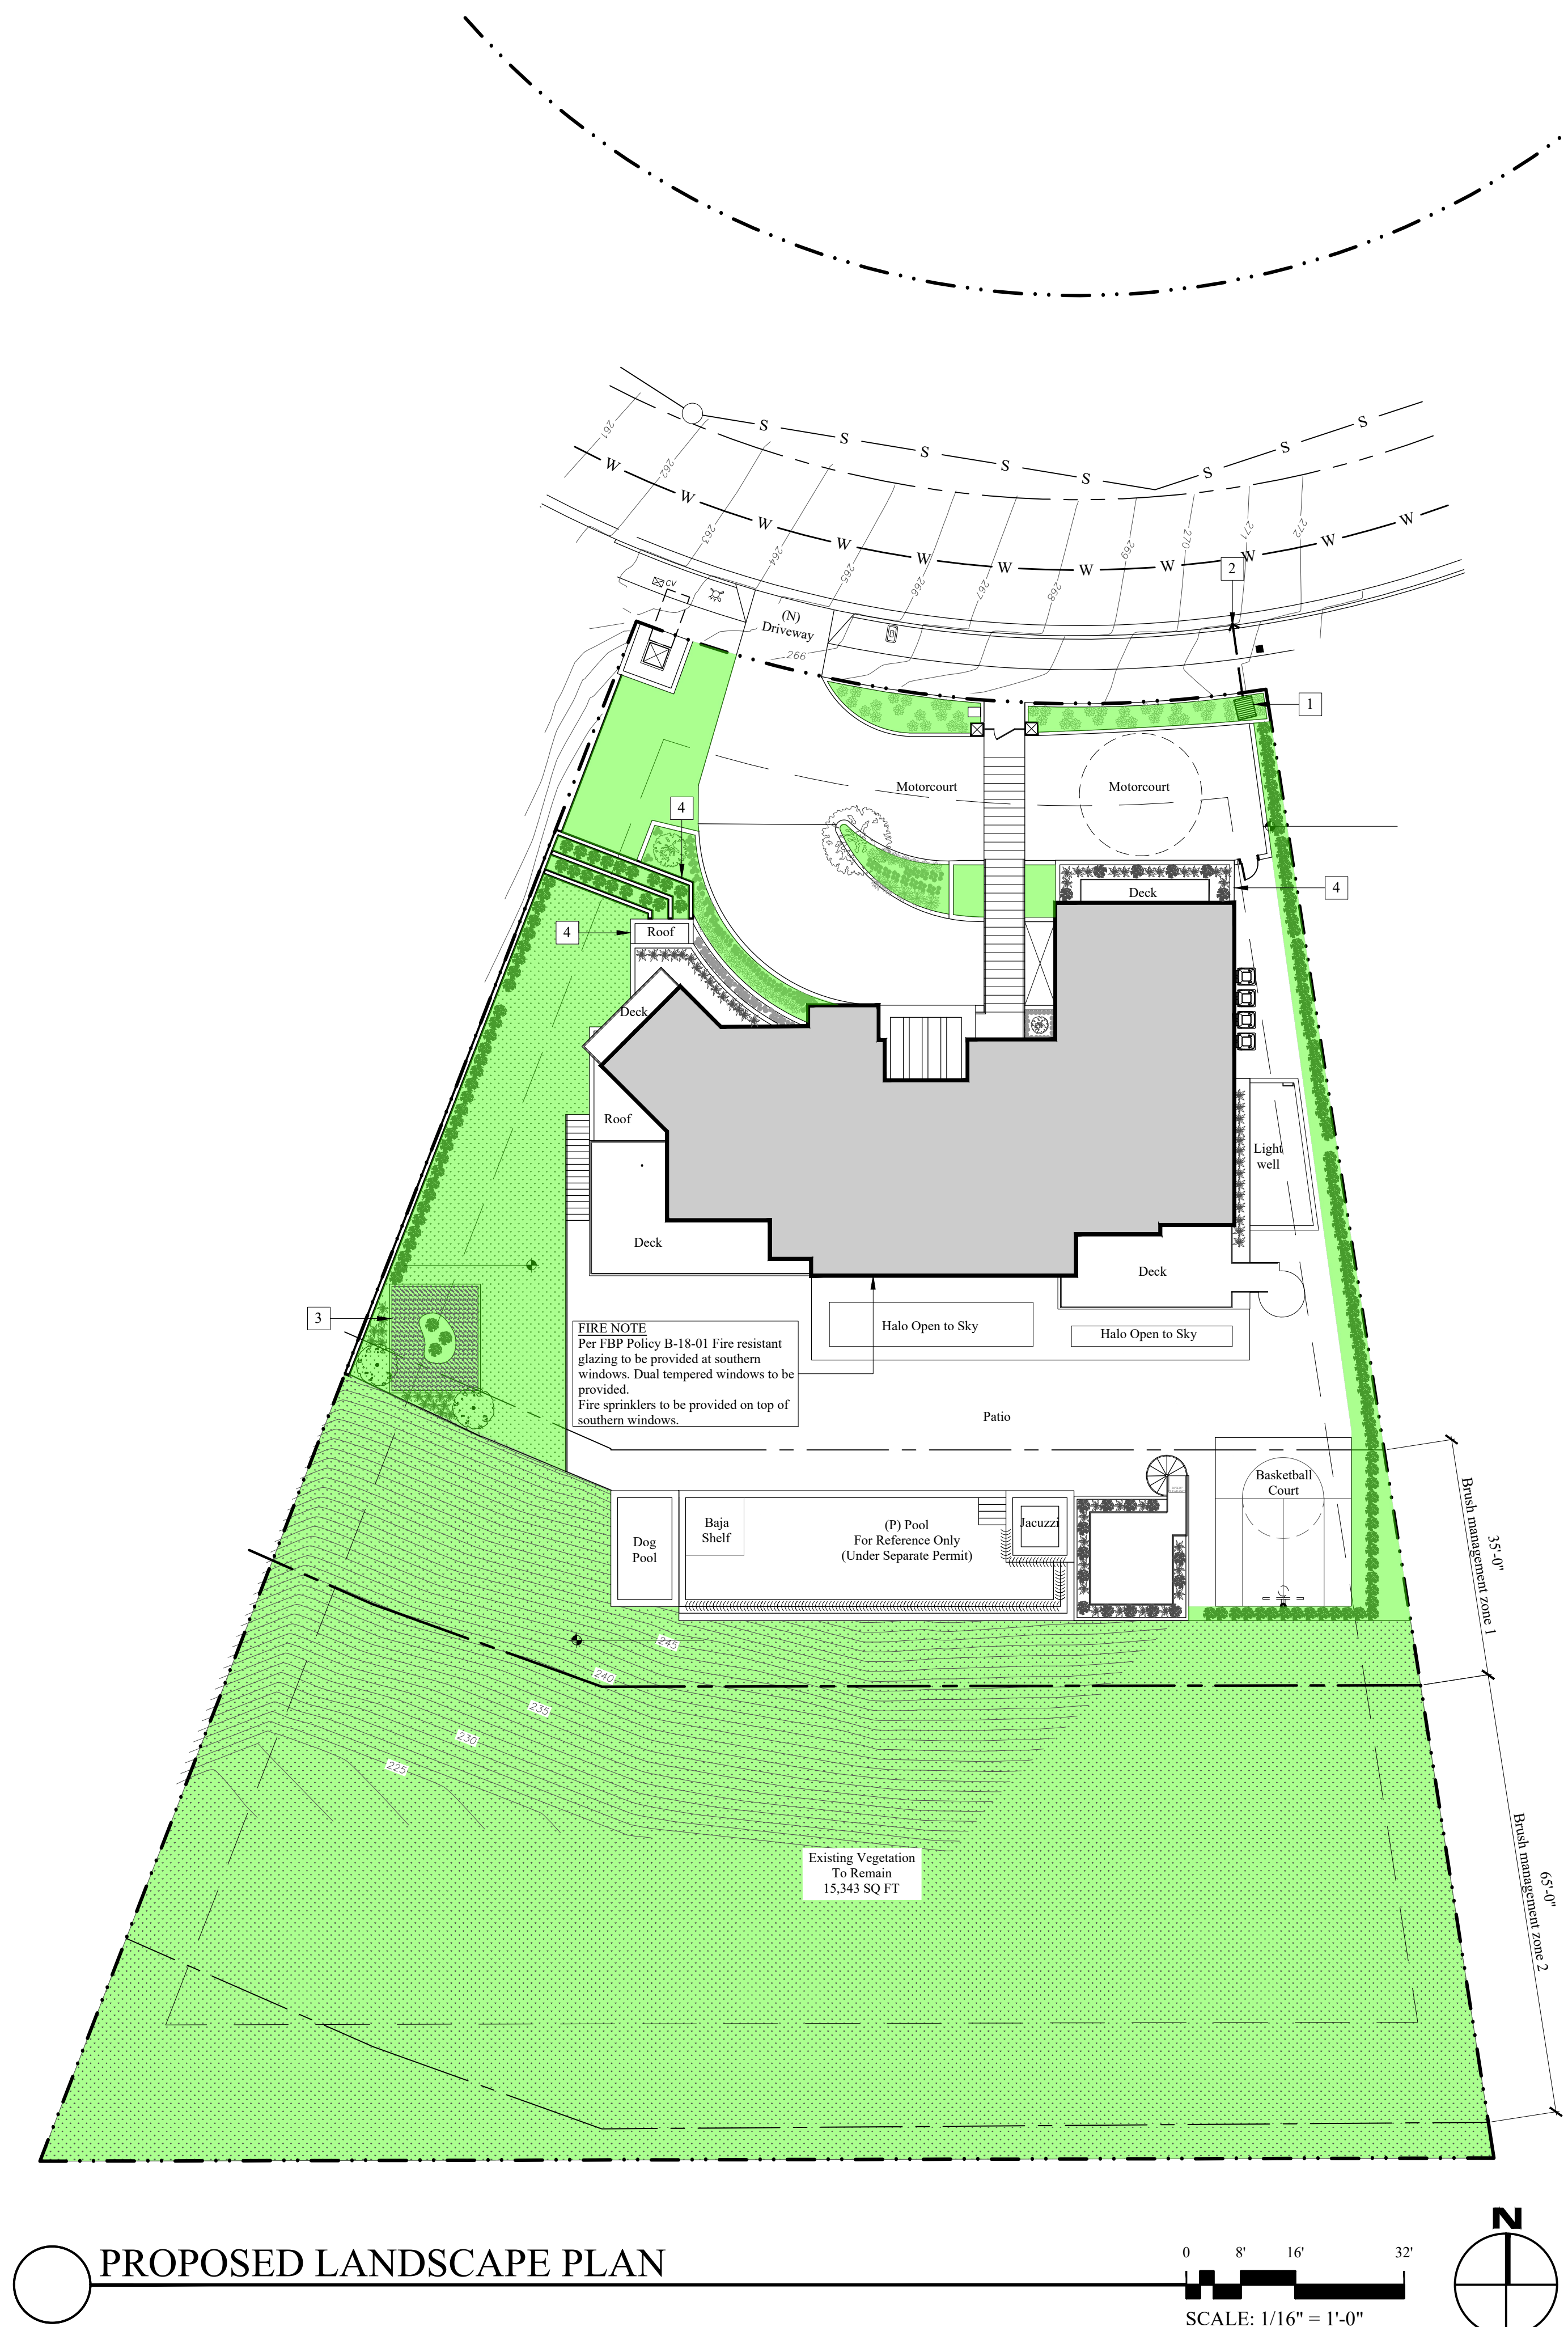 S
S
S
S
S
S
S
S
W
W
W
W
W
W
W
W
W
W
W
261
262
263
264
265
266
267
268
269
270
271
272
2
CV
(N)
Driveway
266
1
Motorcourt
Motorcourt
4
4
Deck
4
Roof
Deck
Roof
Light
well
Deck
Deck
3
Halo Open to Sky
Halo Open to Sky
FIRE NOTE
Per FBP Policy B-18-01 Fire resistant
glazing to be provided at southern
windows. Dual tempered windows to be
provided.
Fire sprinklers to be provided on top of
southern windows.
Patio
Basketball
Court
Dog
Pool
Baja
Shelf
(P) Pool
For Reference Only
(Under Separate Permit)
Jacuzzi
35'-0"
Brush management zone 1
245
240
235
230
225
Existing Vegetation
To Remain
15,343 SQ FT
65'-0"
Brush management zone 2
PROPOSED LANDSCAPE PLAN
0 8' 16' 32'
SCALE: 1/16" = 1'-0"
N